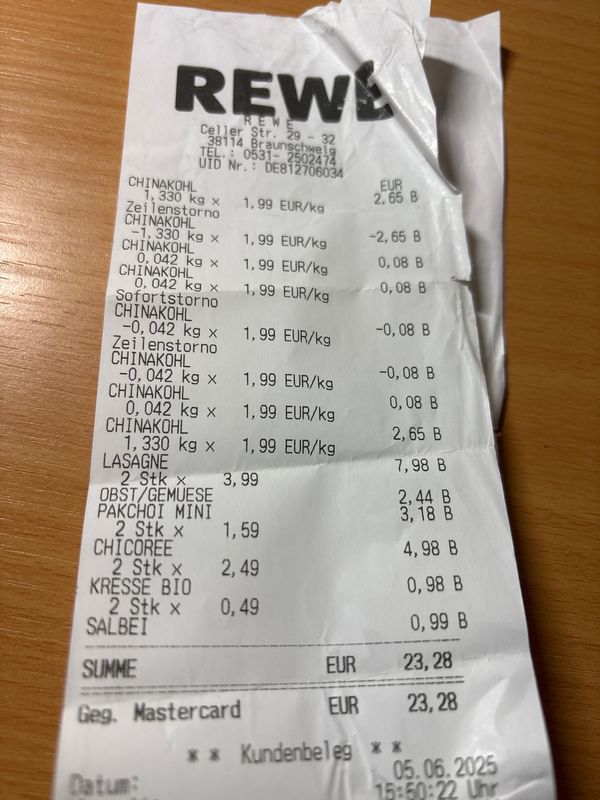 REWE
REWE
Celler Str. 29 - 32
38114 Braunschweig
TEL.: 0531- 2502474
UID Nr.: DE812706034
EUR
CHINAKOHL
1,330 kg x 1,99 EUR/kg 2,65 B
Zeilenstorno
CHINAKOHL
-1,330 kg x 1,99 EUR/kg -2,65 B
CHINAKOHL
0,042 kg x 1,99 EUR/kg 0,08 B
CHINAKOHL
0,042 kg x 1,99 EUR/kg 0,08 B
Sofortstorno
CHINAKOHL
-0,042 kg x 1,99 EUR/kg -0,08 B
Zeilenstorno
CHINAKOHL
-0,042 kg x 1,99 EUR/kg -0,08 B
CHINAKOHL
0,042 kg x 1,99 EUR/kg 0,08 B
CHINAKOHL
1,330 kg x 1,99 EUR/kg 2,65 B
LASAGNE 7,98 B
2 Stk x 3,99
OBST/GEMUESE 2,44 B
PAKCHOI MINI 3,18 B
2 Stk x 1,59
CHICOREE 4,98 B
2 Stk x 2,49
KRESSE BIO 0,98 B
2 Stk x 0,49
SALBEI 0,99 B
SUMME EUR 23,28
Geg. Mastercard EUR 23,28
* * Kundenbeleg * *
Datum: 05.06.2025
15:50:22 Uhr